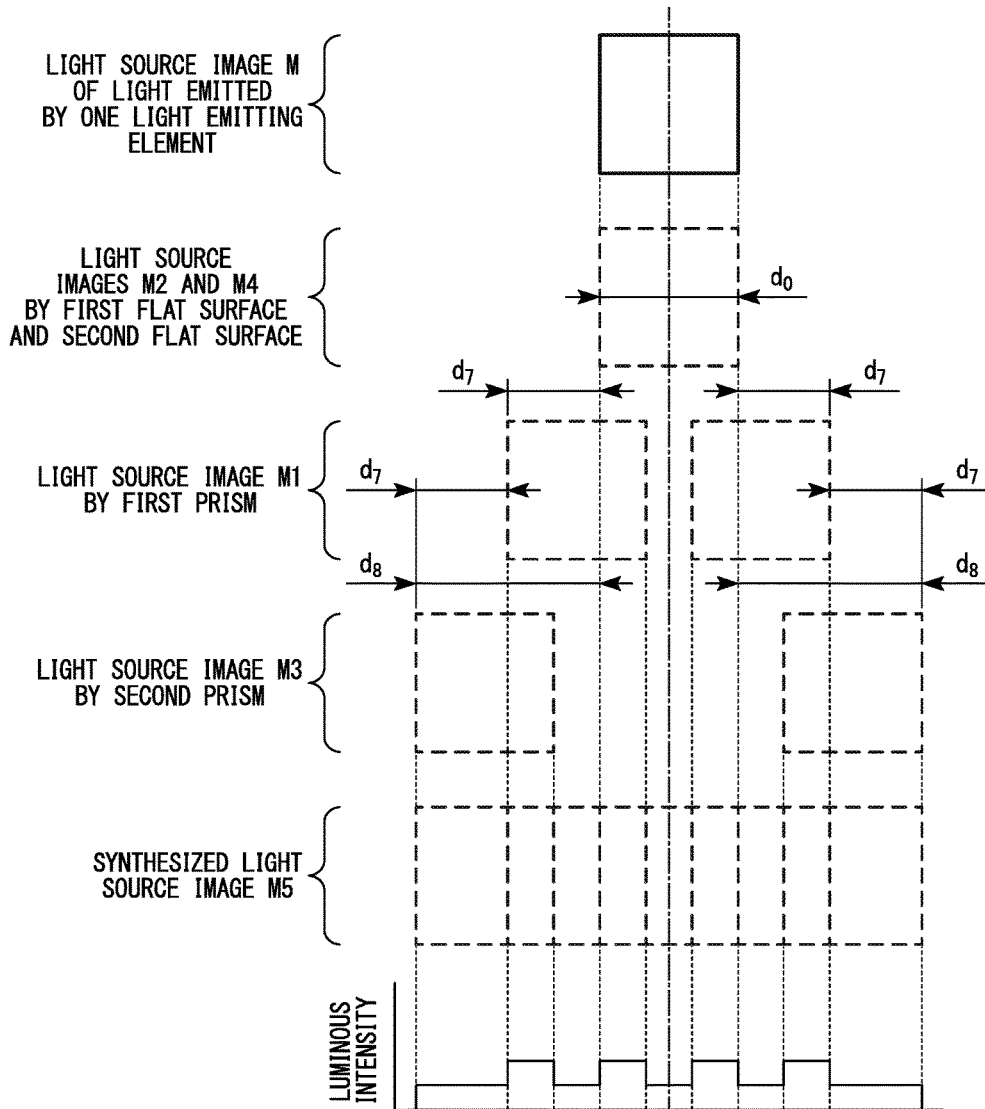 LIGHT SOURCE IMAGE M
OF LIGHT EMITTED
BY ONE LIGHT EMITTING
ELEMENT
LIGHT SOURCE
IMAGES M2 AND M4
BY FIRST FLAT SURFACE
AND SECOND FLAT SURFACE
d₀
d₇
d₇
LIGHT SOURCE IMAGE M1
BY FIRST PRISM
d₇
d₇
d₈
d₈
LIGHT SOURCE IMAGE M3
BY SECOND PRISM
SYNTHESIZED LIGHT
SOURCE IMAGE M5
LUMINOUS
INTENSITY